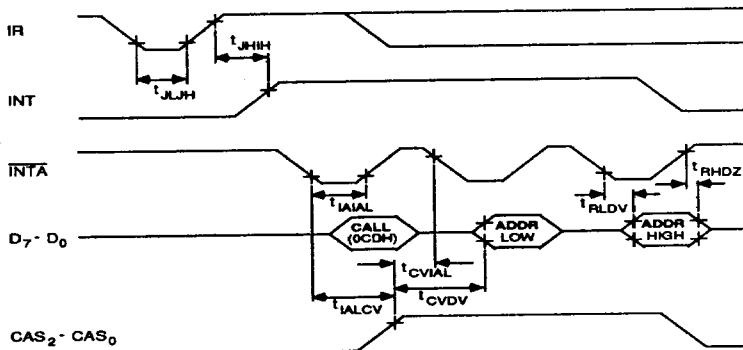 IR
tJHIH
tJLJH
INT
INTA
tIAIAL
tRLDV
tRHDZ
D7 - D0
CALL
(0CDH)
ADDR
LOW
ADDR
HIGH
tCVIAL
tCVDV
tIALCV
CAS2 - CAS0